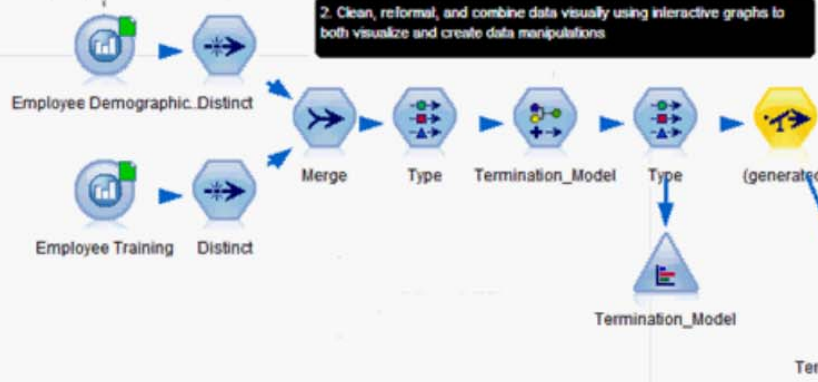 2. Clean, reformat, and combine data visually using interactive graphs to
both visualize and create data manipulations
Employee Demographic...Distinct
Merge
Type
Termination_Model
Type
(generated
Employee Training
Distinct
Termination_Model
Ter